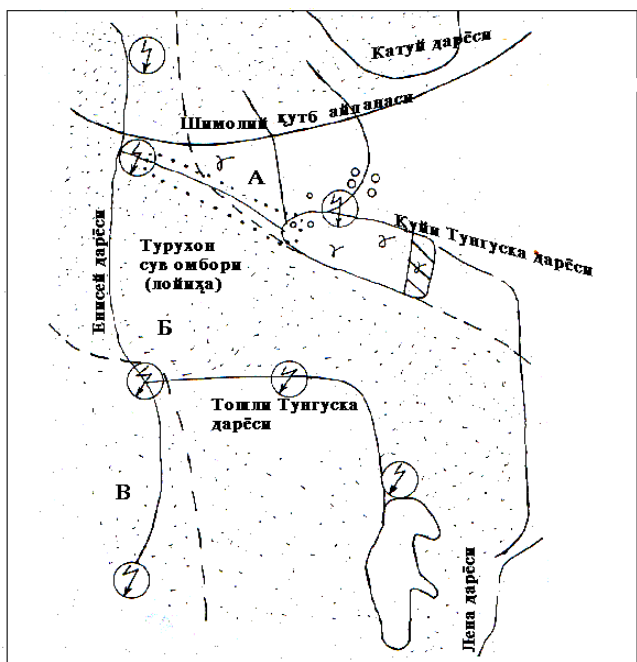 Катуй дарёси
Шимолий қутб айланаси
А
Қуйи Тунгуска дарёси
Турухон
сув омбори
(лойиҳа)
Енисей дарёси
Б
Тошли Тунгуска
дарёси
В
Лена дарёси